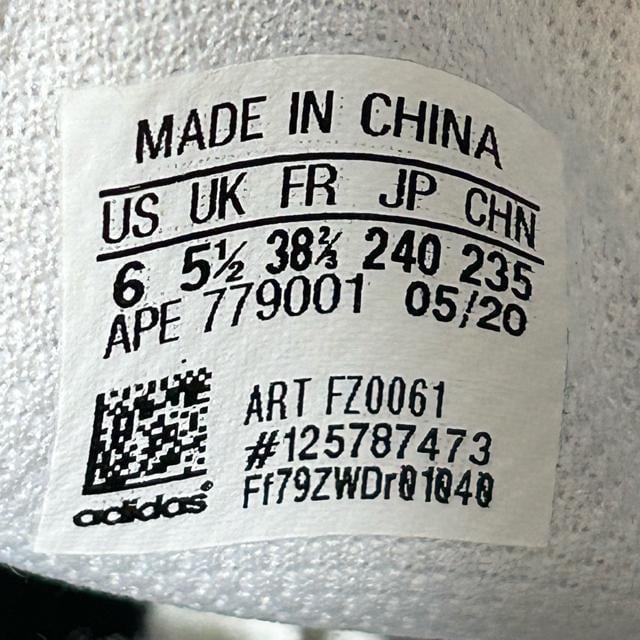 MADE IN CHINA
US UK FR JP CHN
6 5½ 38⅔ 240 235
APE 779001 05/20
ART FZ0061
#125787473
Ff79ZWDr01040
adidas®